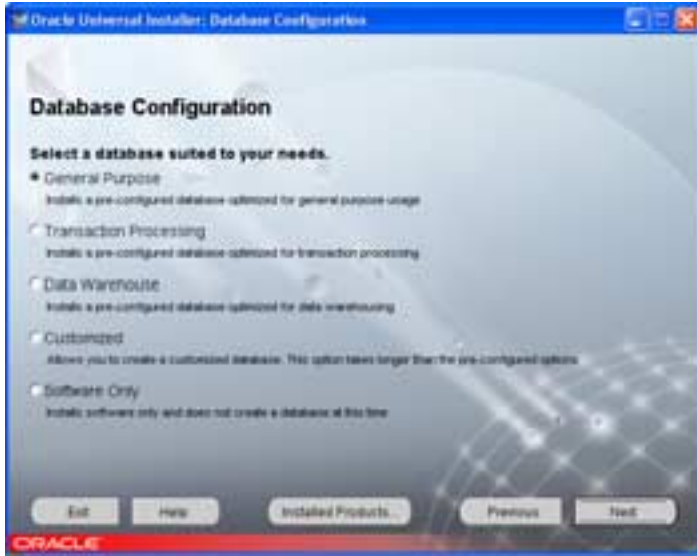 Oracle Universal Installer: Database Configuration
Database Configuration
Select a database suited to your needs.
General Purpose
Installs a pre-configured database optimized for general purpose usage
Transaction Processing
Installs a pre-configured database optimized for transaction processing
Data Warehouse
Installs a pre-configured database optimized for data warehousing
Customized
Allows you to create a customized database. This option takes longer than the pre-configured options
Software Only
Installs software only and does not create a database at this time
Exit
Help
Installed Products...
Previous
Next
ORACLE